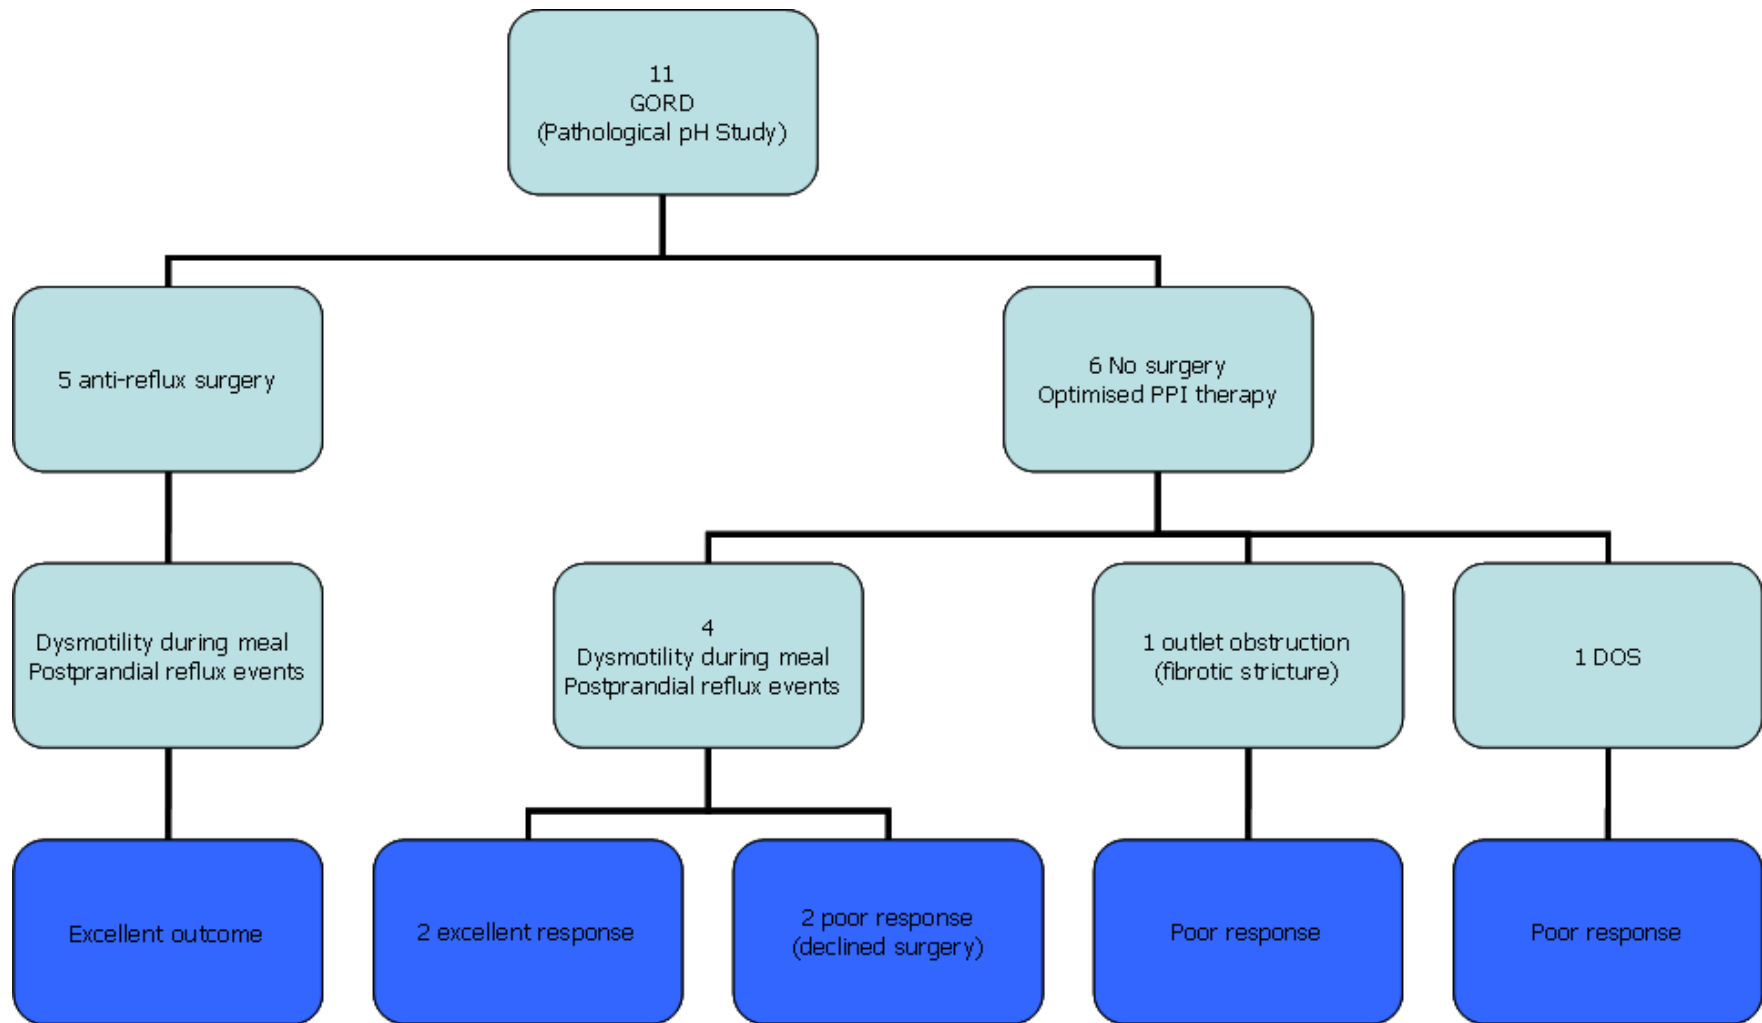 11
GORD
(Pathological pH Study)
5 anti-reflux surgery
6 No surgery
Optimised PPI therapy
Dysmotility during meal
Postprandial reflux events
4
Dysmotility during meal
Postprandial reflux events
1 outlet obstruction
(fibrotic stricture)
1 DOS
Excellent outcome
2 excellent response
2 poor response
(declined surgery)
Poor response
Poor response